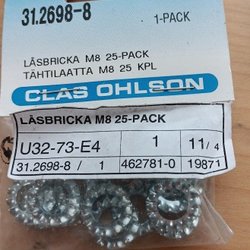 31.2698-8 1-PACK
LÅSBRICKA M8 25-PACK
TÄHTILAATTA M8 25 KPL
CLAS OHLSON
LÅSBRICKA M8 25-PACK
U32-73-E4 1 11/4
31.2698-8 / 1 462781-0 19871